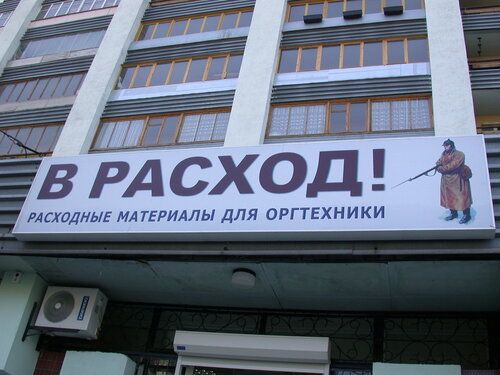 В РАСХОД!
РАСХОДНЫЕ МАТЕРИАЛЫ ДЛЯ ОРГТЕХНИКИ